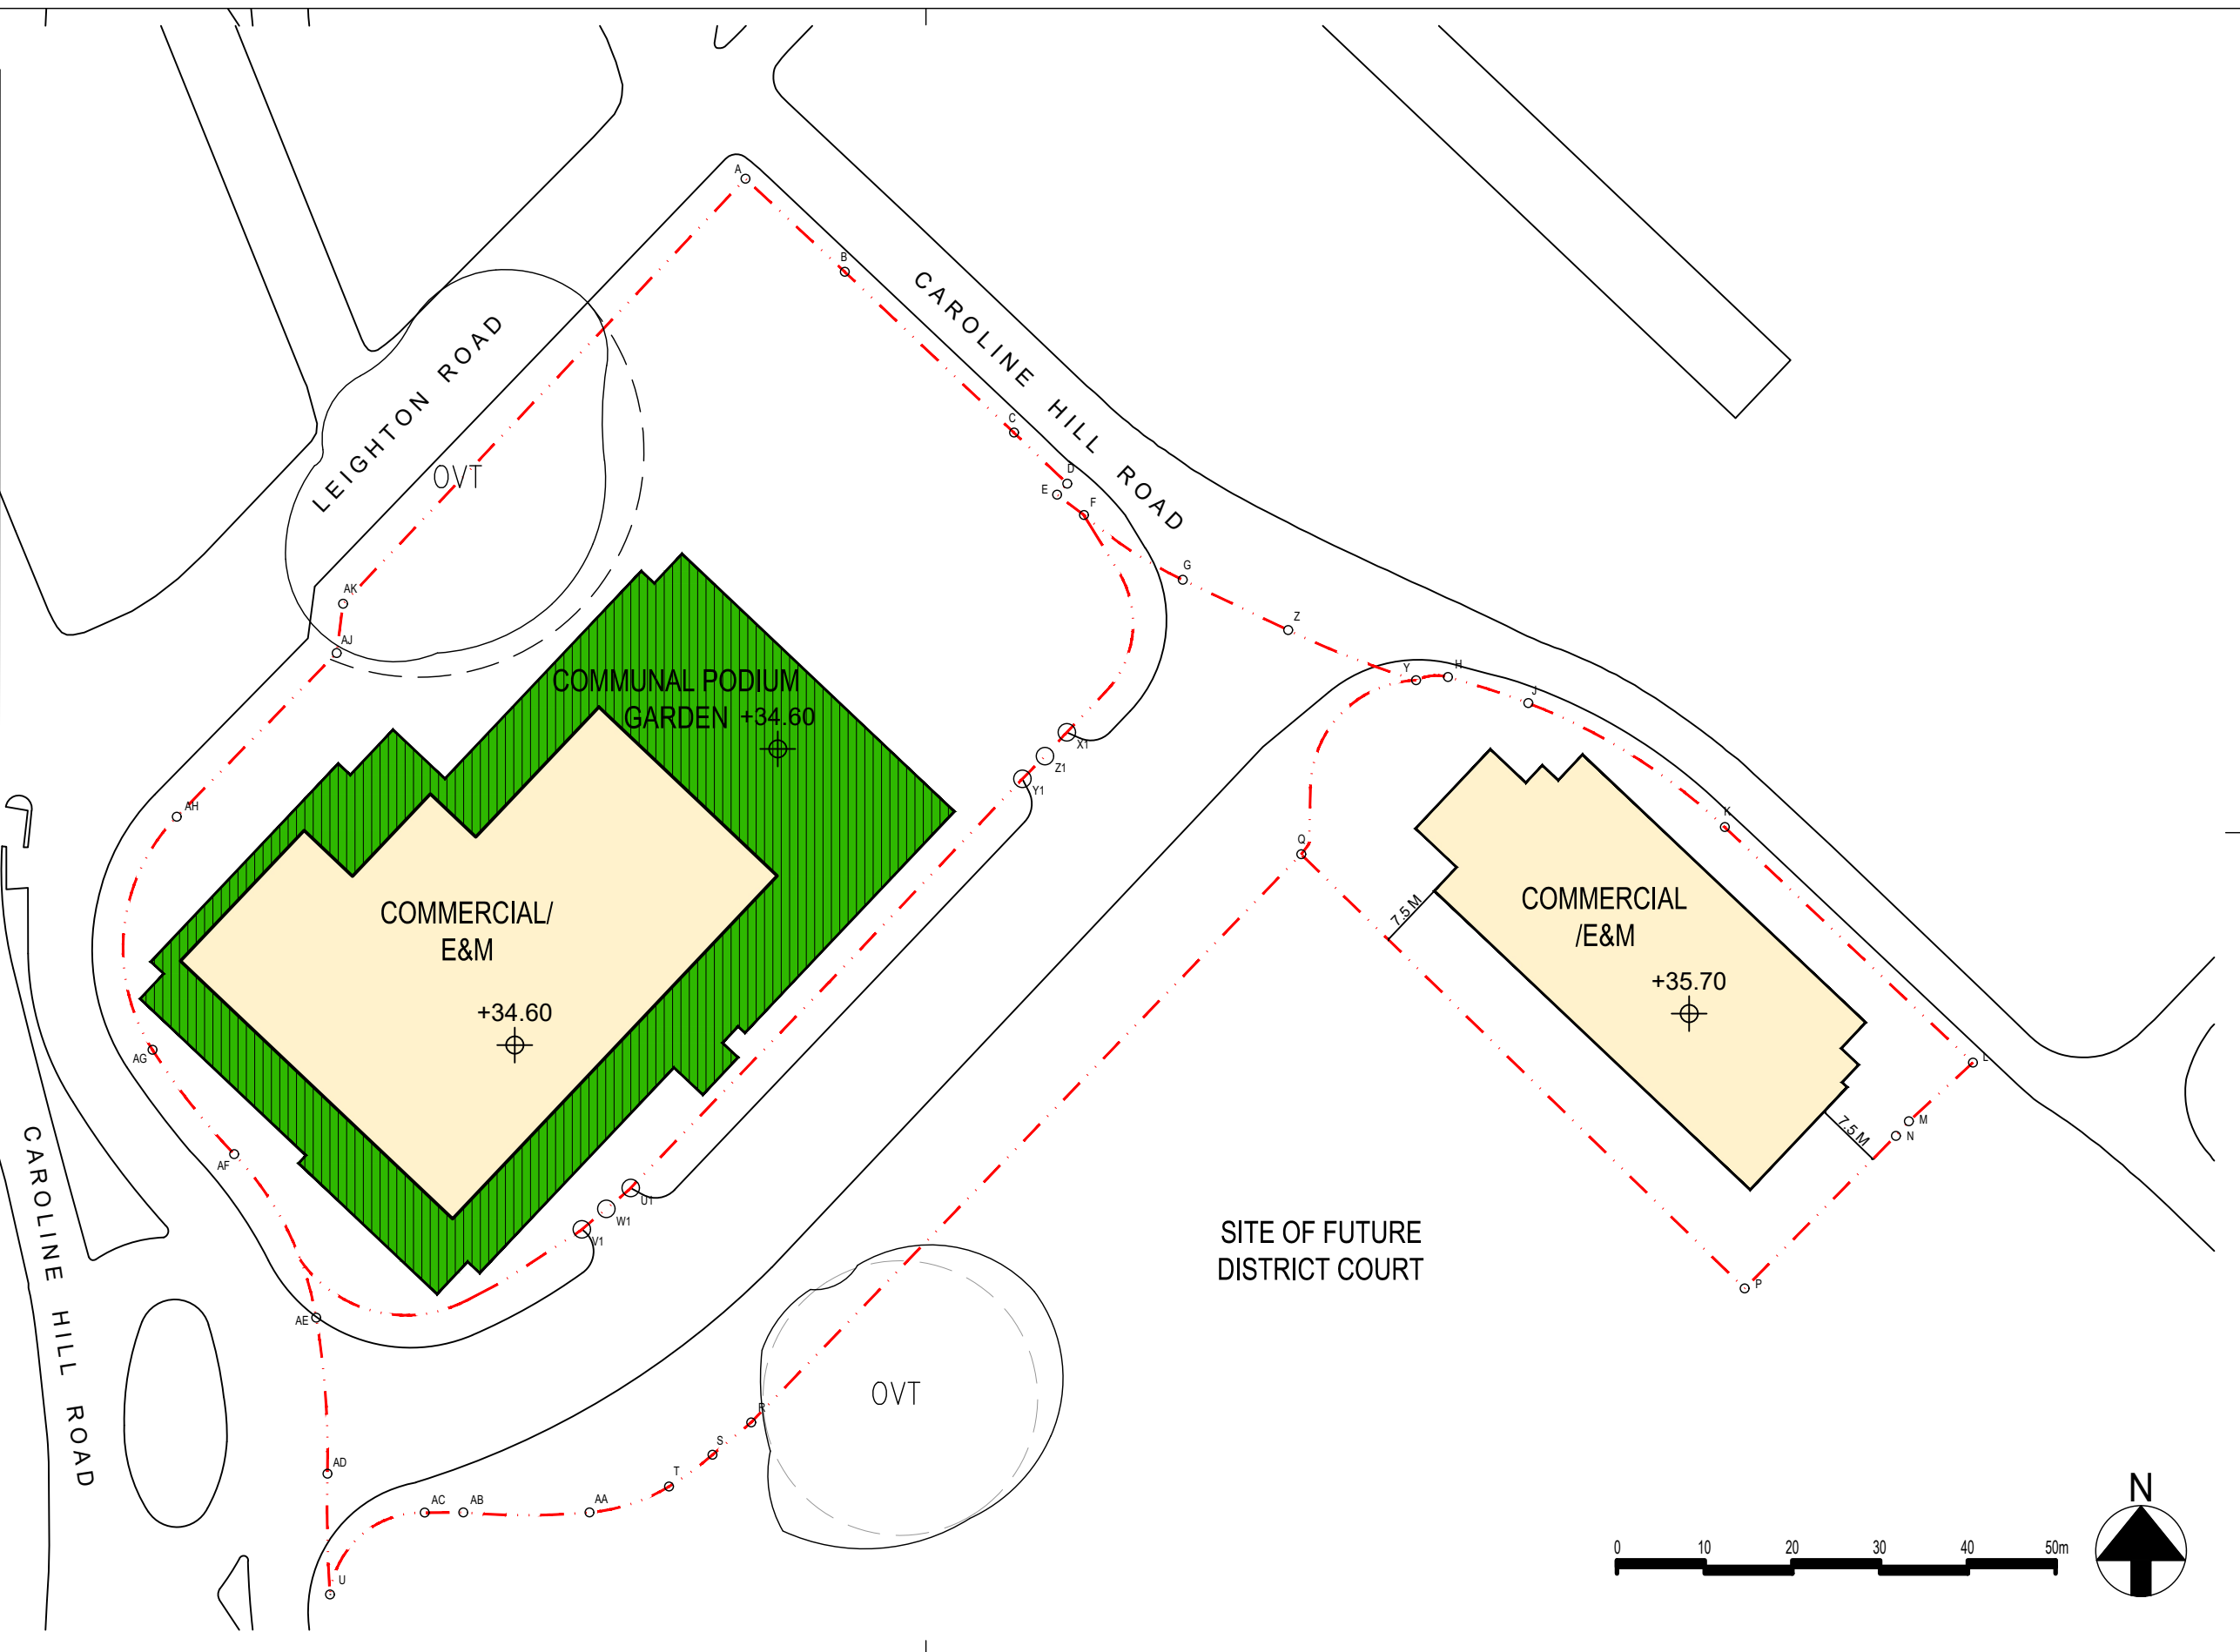 A
B
CAROLINE HILL ROAD
LEIGHTON ROAD
C
OVT
D
E
F
G
AK
Z
AJ
Y
H
COMMUNAL PODIUM
GARDEN +34.60
J
X1
Z1
Y1
AH
K
Q
COMMERCIAL/
E&M
COMMERCIAL
/E&M
7.5 M
+34.60
+35.70
AG
L
M
N
7.5 M
AF
CAROLINE HILL ROAD
U1
W1
V1
SITE OF FUTURE
DISTRICT COURT
P
AE
OVT
R
S
T
AD
AC
AB
AA
U
N
0 10 20 30 40 50m